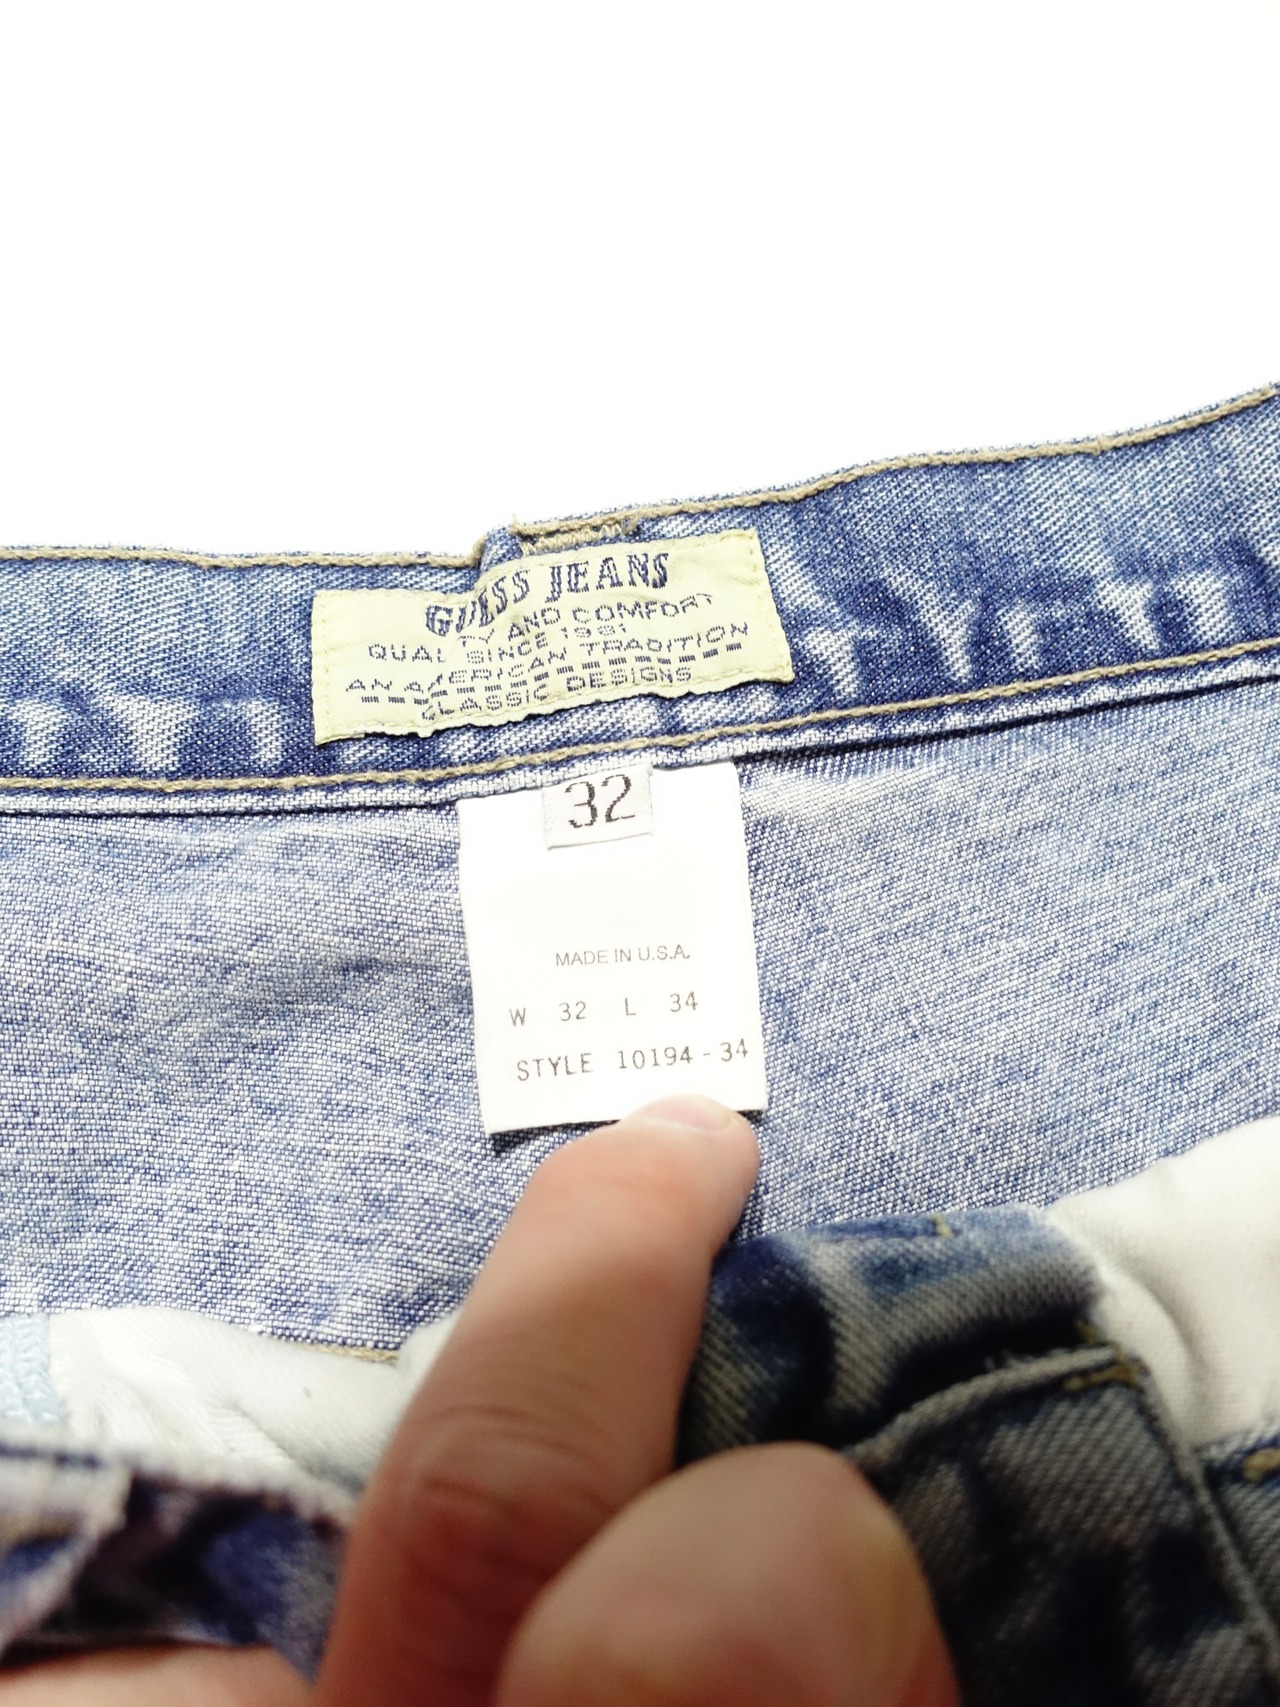 GUESS JEANS
QUALITY AND COMFORT
SINCE 1981
AN AMERICAN TRADITION
CLASSIC DESIGNS
32
MADE IN U.S.A.
W 32 L 34
STYLE 10194-34